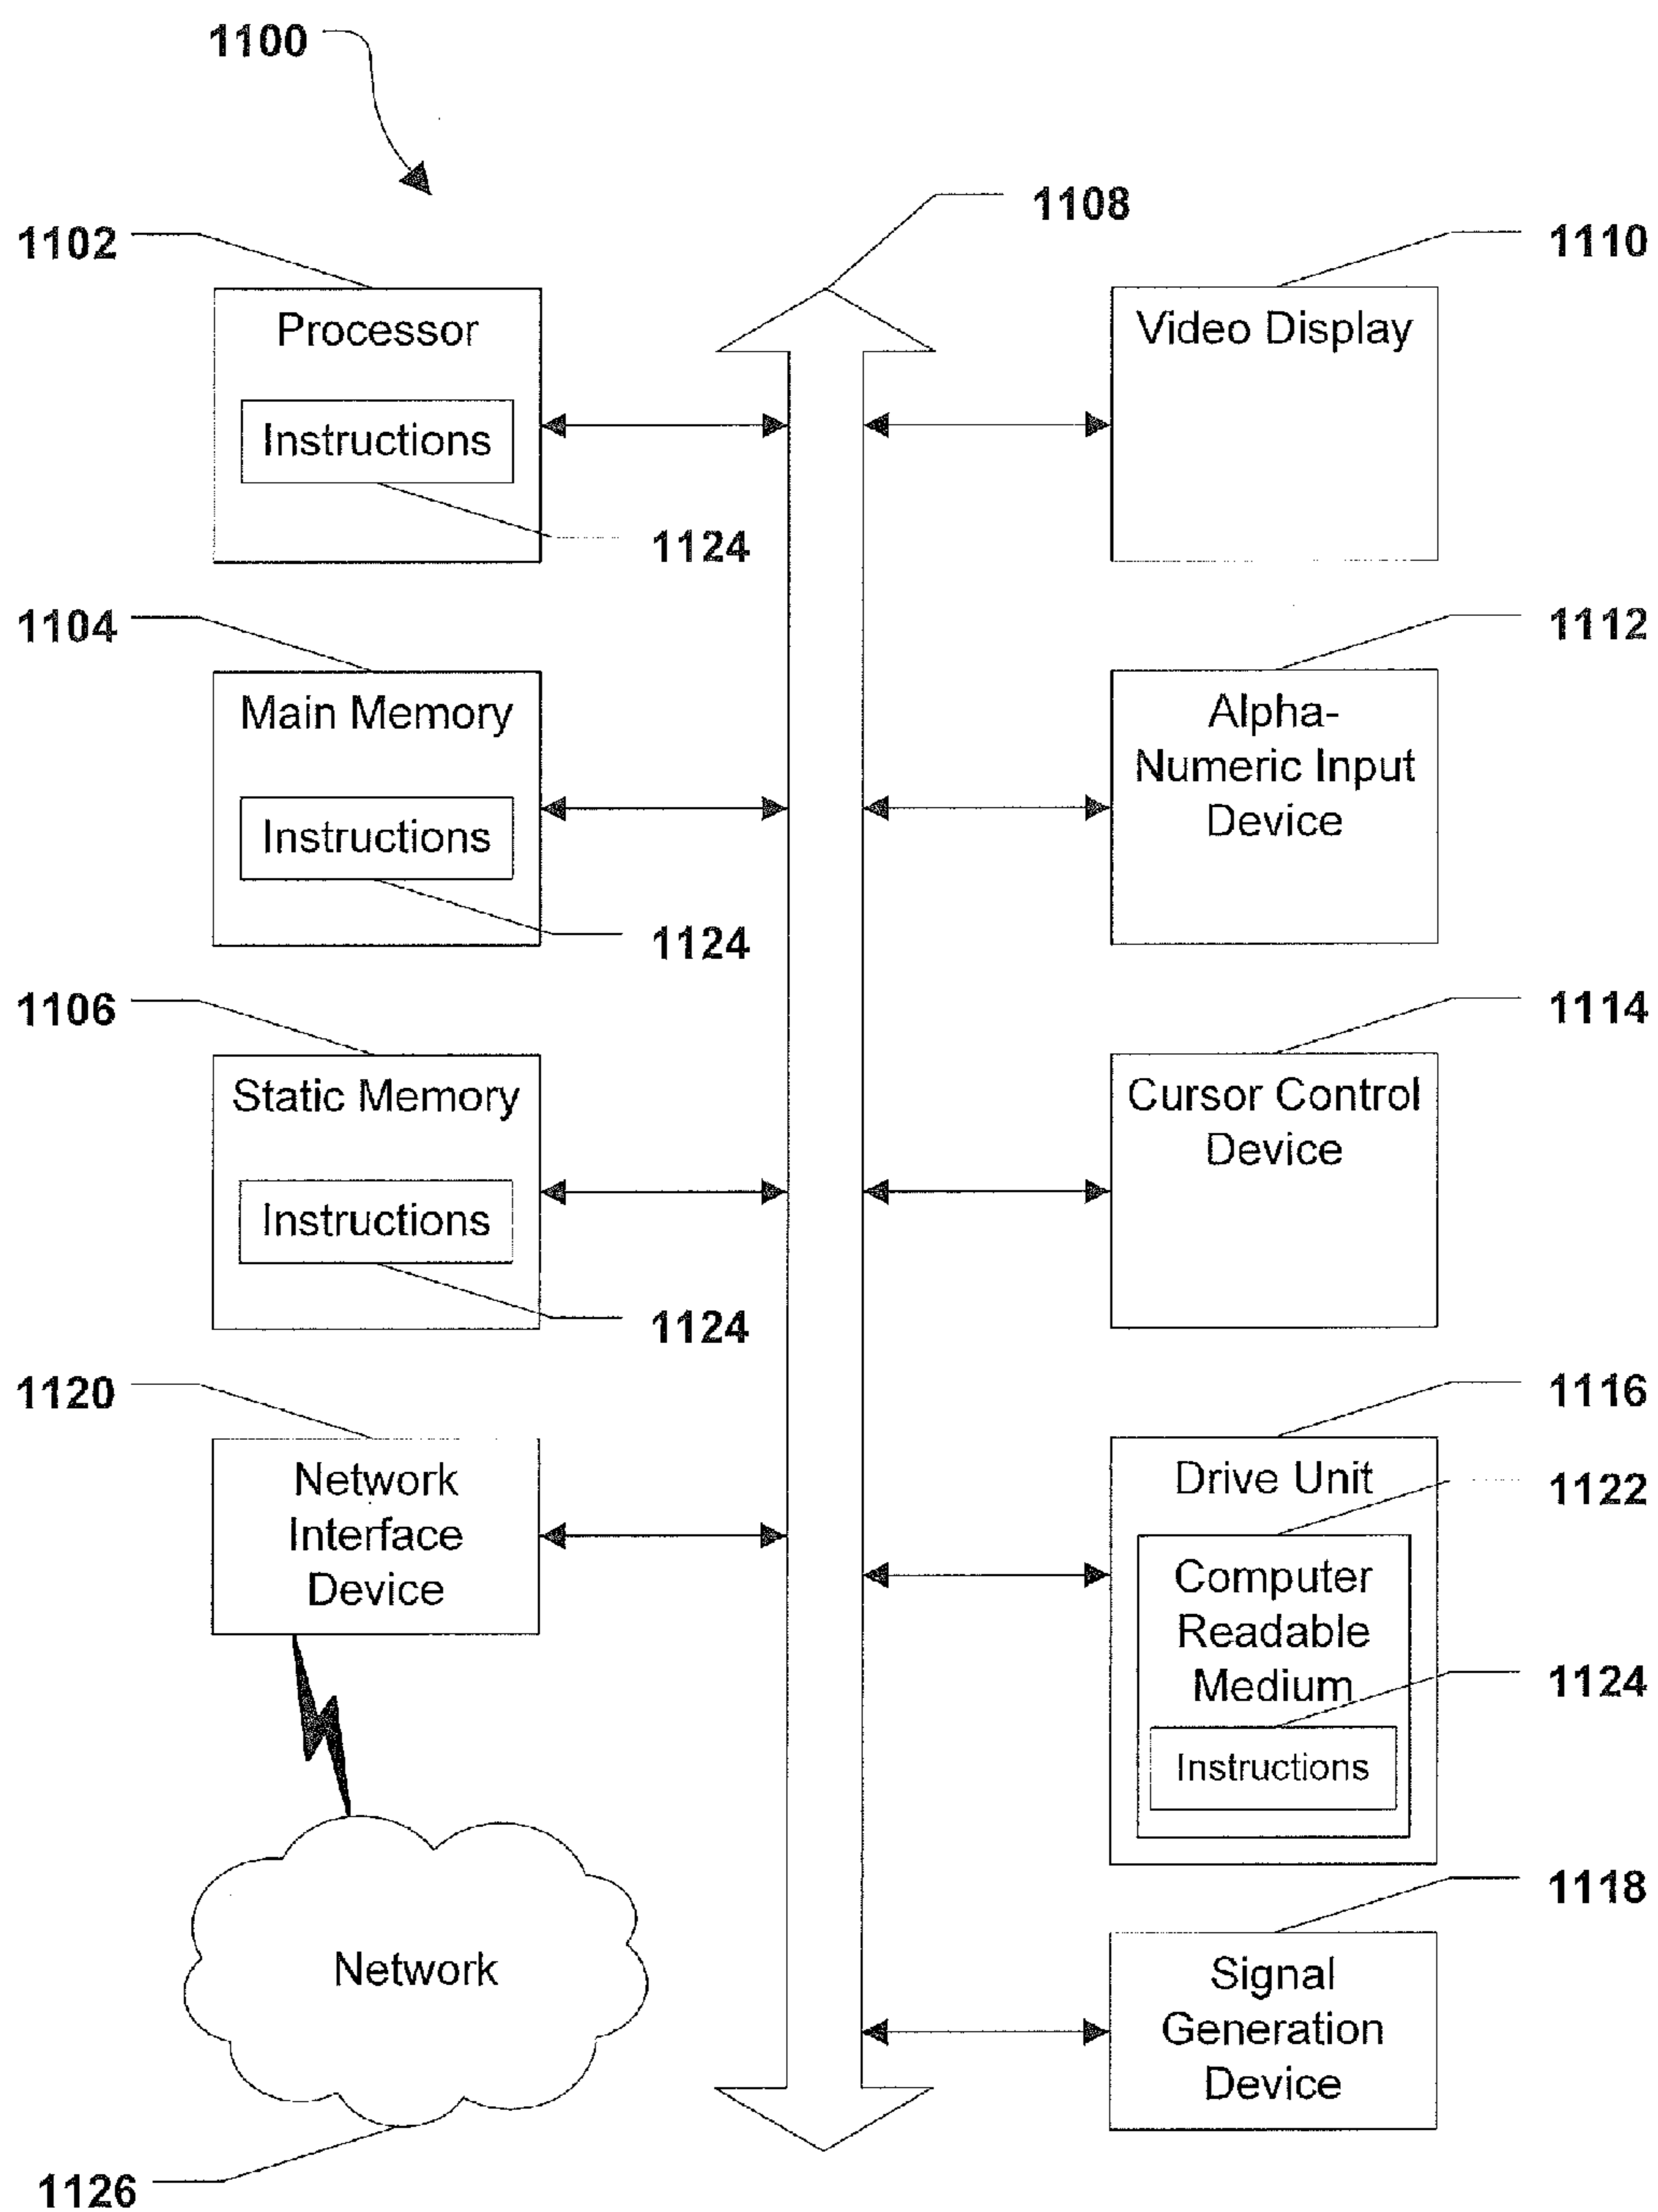 1100
1108
1102
1110
Processor
Instructions
1124
Video Display
1104
1112
Main Memory
Instructions
1124
Alpha-
Numeric Input
Device
1106
1114
Static Memory
Instructions
1124
Cursor Control
Device
1120
1116
Network
Interface
Device
Drive Unit
1122
Computer
Readable
Medium
1124
Instructions
1118
Network
Signal
Generation
Device
1126